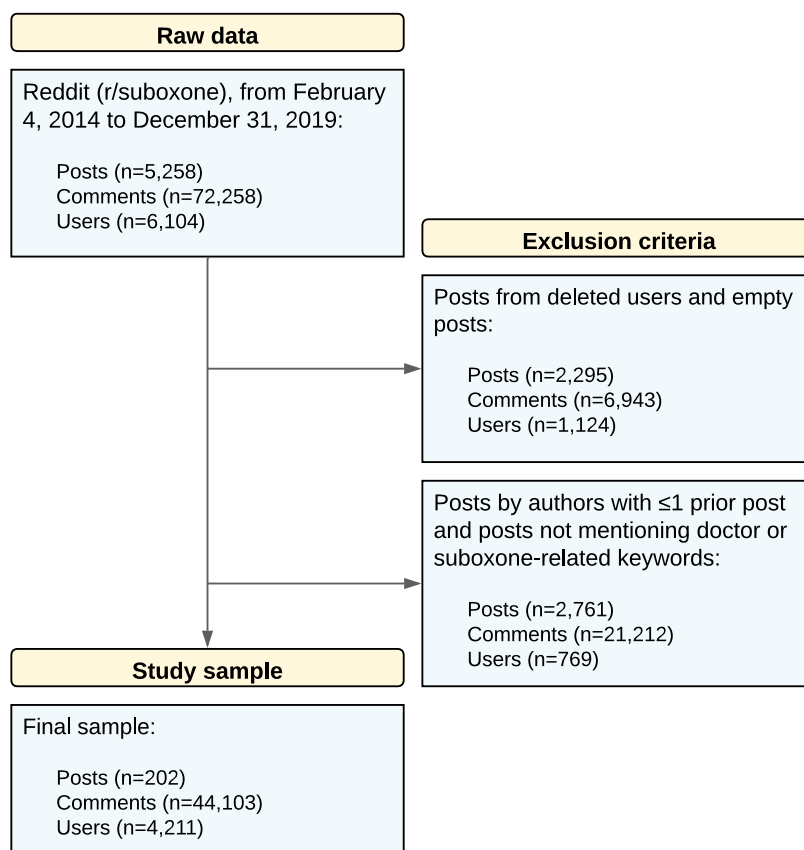 Raw data
Reddit (r/suboxone), from February
4, 2014 to December 31, 2019:
Posts (n=5,258)
Comments (n=72,258)
Users (n=6,104)
Exclusion criteria
Posts from deleted users and empty
posts:
Posts (n=2,295)
Comments (n=6,943)
Users (n=1,124)
Posts by authors with ≤1 prior post
and posts not mentioning doctor or
suboxone-related keywords:
Posts (n=2,761)
Comments (n=21,212)
Users (n=769)
Study sample
Final sample:
Posts (n=202)
Comments (n=44,103)
Users (n=4,211)